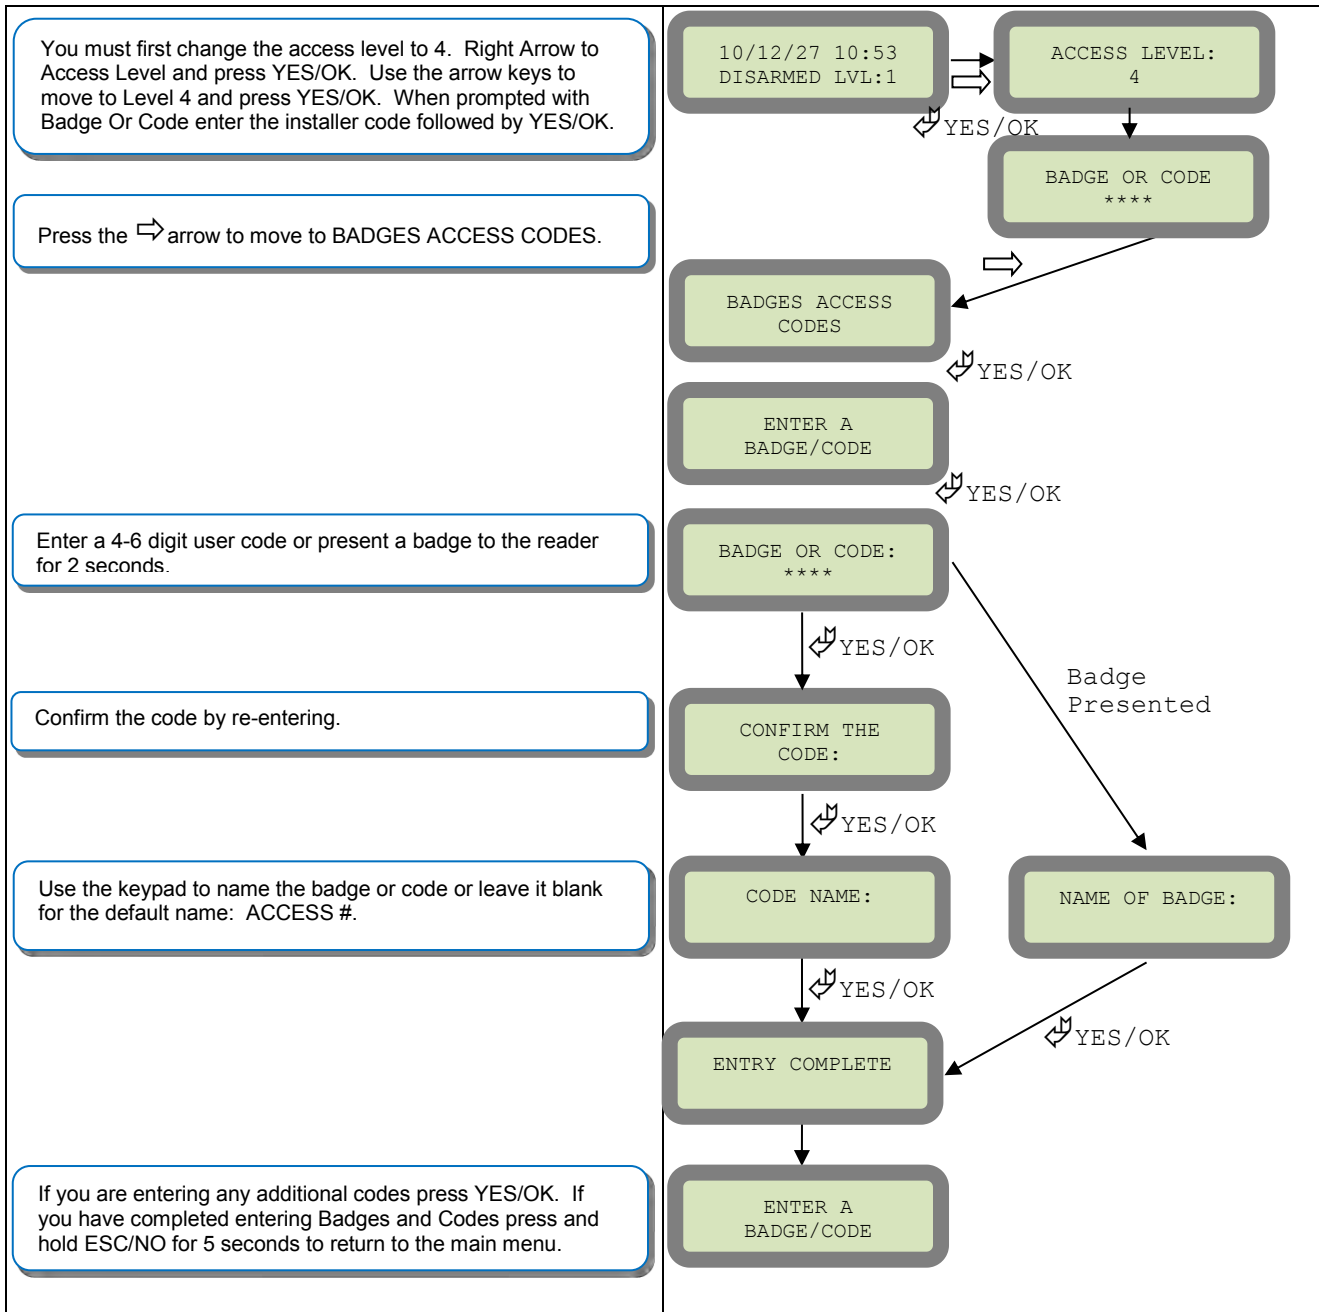 You must first change the access level to 4.  Right Arrow to
Access Level and press YES/OK.  Use the arrow keys to
move to Level 4 and press YES/OK.  When prompted with
Badge Or Code enter the installer code followed by YES/OK.
10/12/27 10:53
DISARMED LVL:1
ACCESS LEVEL:
4
YES/OK
BADGE OR CODE
****
Press the ⇨ arrow to move to BADGES ACCESS CODES.
BADGES ACCESS
CODES
YES/OK
ENTER A
BADGE/CODE
YES/OK
Enter a 4-6 digit user code or present a badge to the reader
for 2 seconds.
BADGE OR CODE:
****
YES/OK
Badge
Presented
Confirm the code by re-entering.
CONFIRM THE
CODE:
YES/OK
Use the keypad to name the badge or code or leave it blank
for the default name:  ACCESS #.
CODE NAME:
NAME OF BADGE:
YES/OK
YES/OK
ENTRY COMPLETE
If you are entering any additional codes press YES/OK.  If
you have completed entering Badges and Codes press and
hold ESC/NO for 5 seconds to return to the main menu.
ENTER A
BADGE/CODE